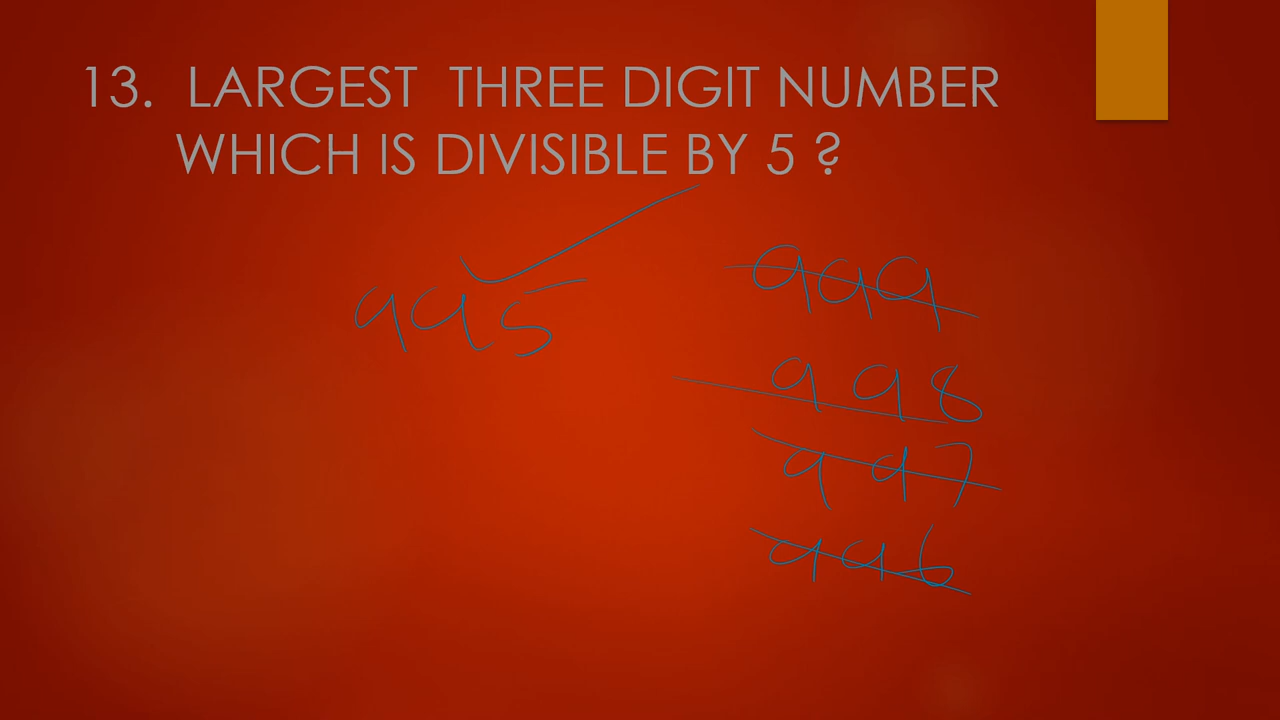 13. LARGEST THREE DIGIT NUMBER
WHICH IS DIVISIBLE BY 5 ?
995
999
998
997
996